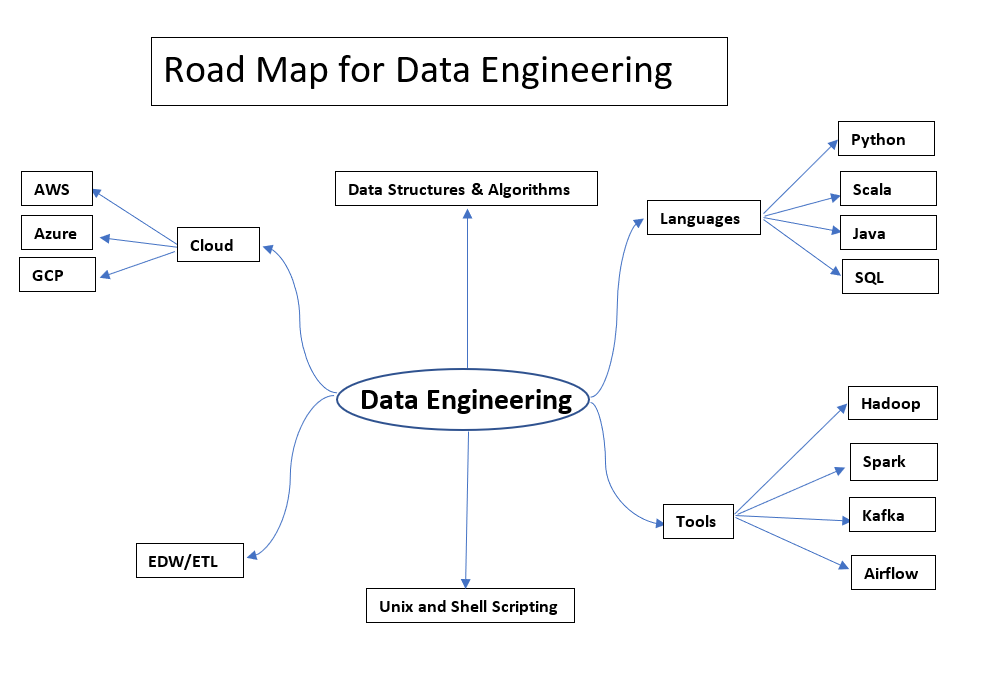 Road Map for Data Engineering
Python
AWS
Data Structures & Algorithms
Scala
Languages
Azure
Cloud
Java
GCP
SQL
Data Engineering
Hadoop
Spark
Tools
Kafka
EDW/ETL
Airflow
Unix and Shell Scripting